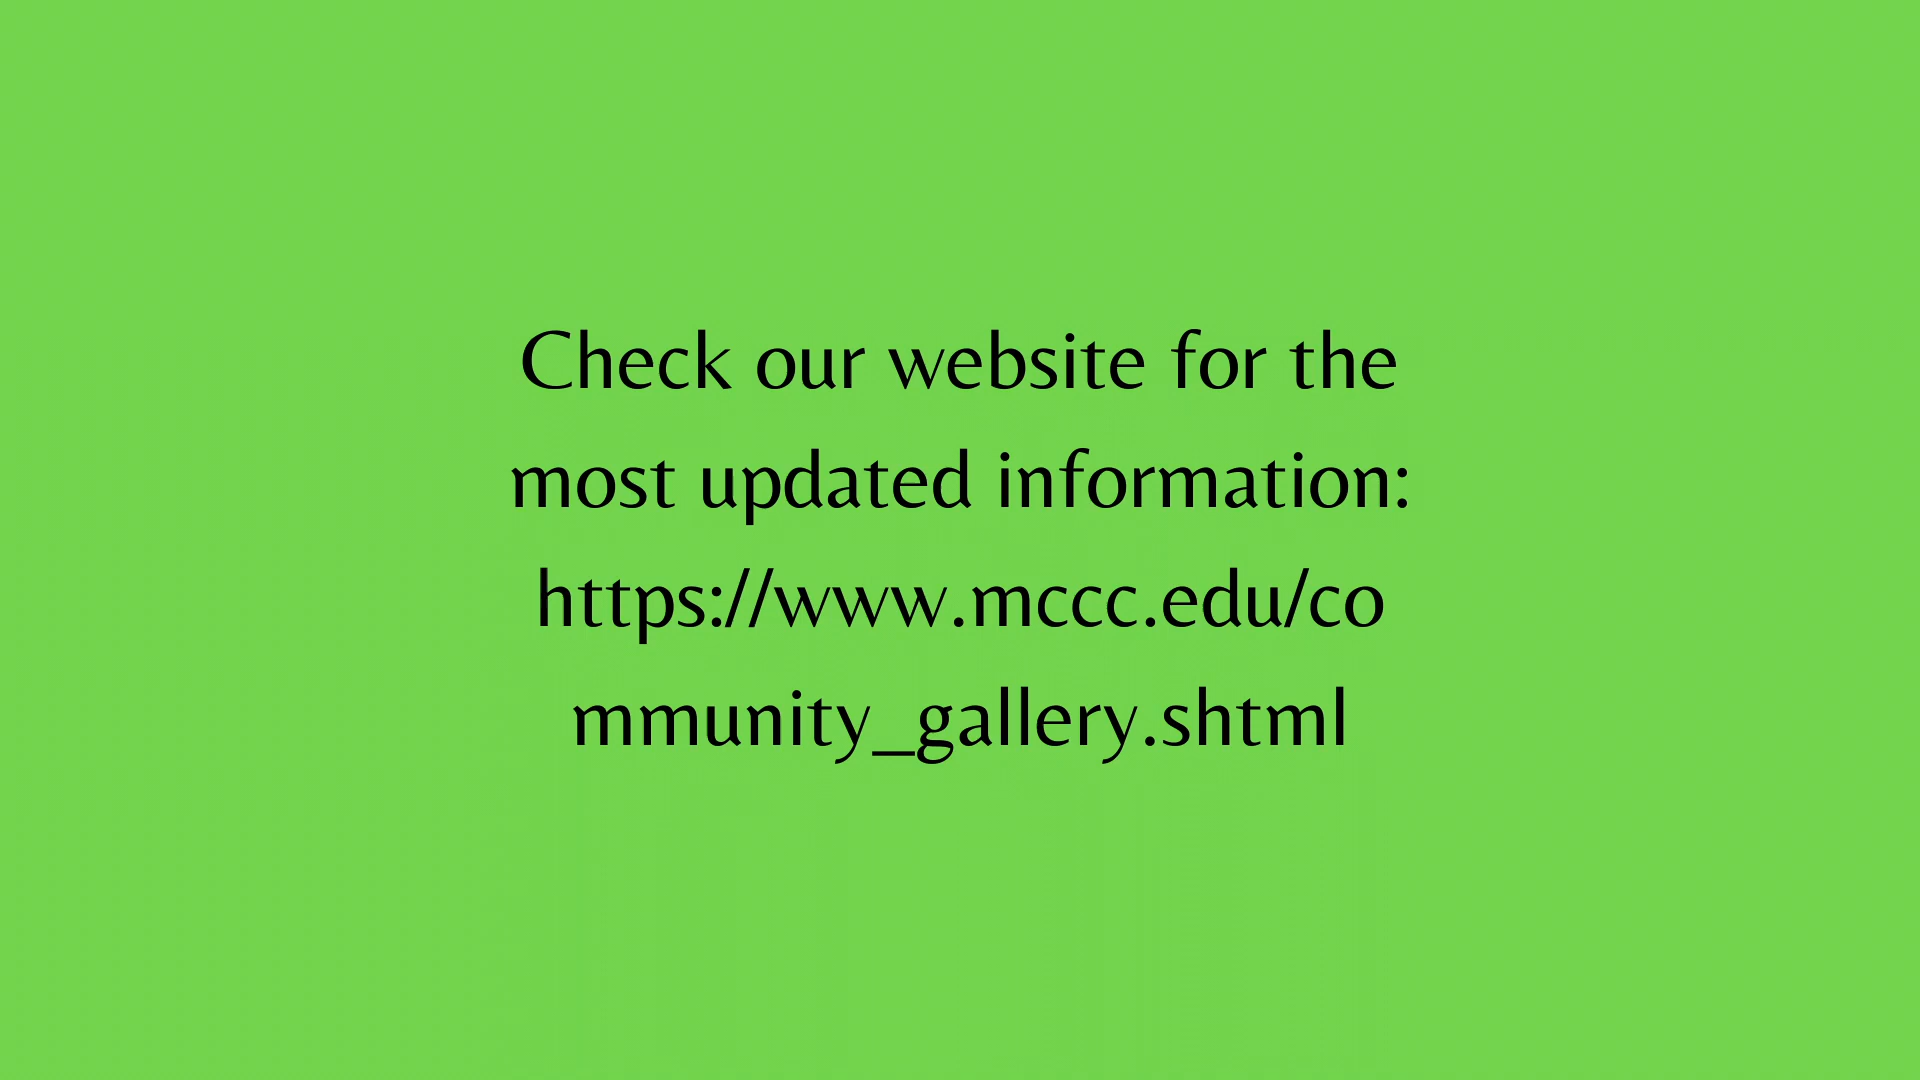 Check our website for the
most updated information:
https://www.mccc.edu/co
mmunity_gallery.shtml